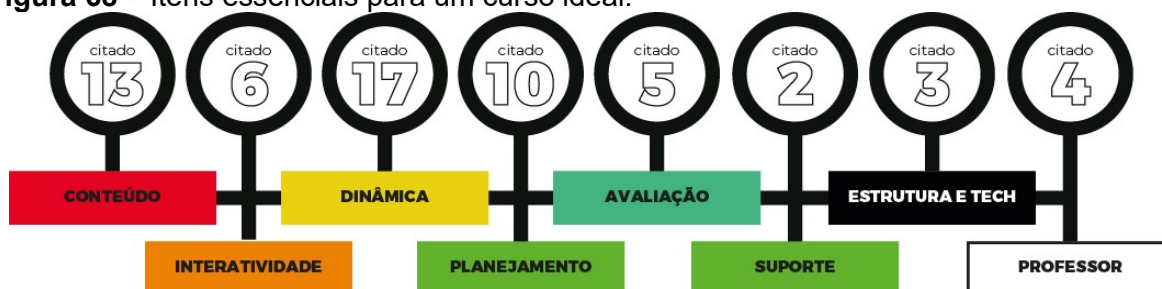 Itens essenciais para um curso ideal.
citado citado citado citado citado citado citado citado
13 6 17 10 5 2 3 4
CONTEÚDO DINÂMICA AVALIAÇÃO ESTRUTURA E TECH
INTERATIVIDADE PLANEJAMENTO SUPORTE PROFESSOR